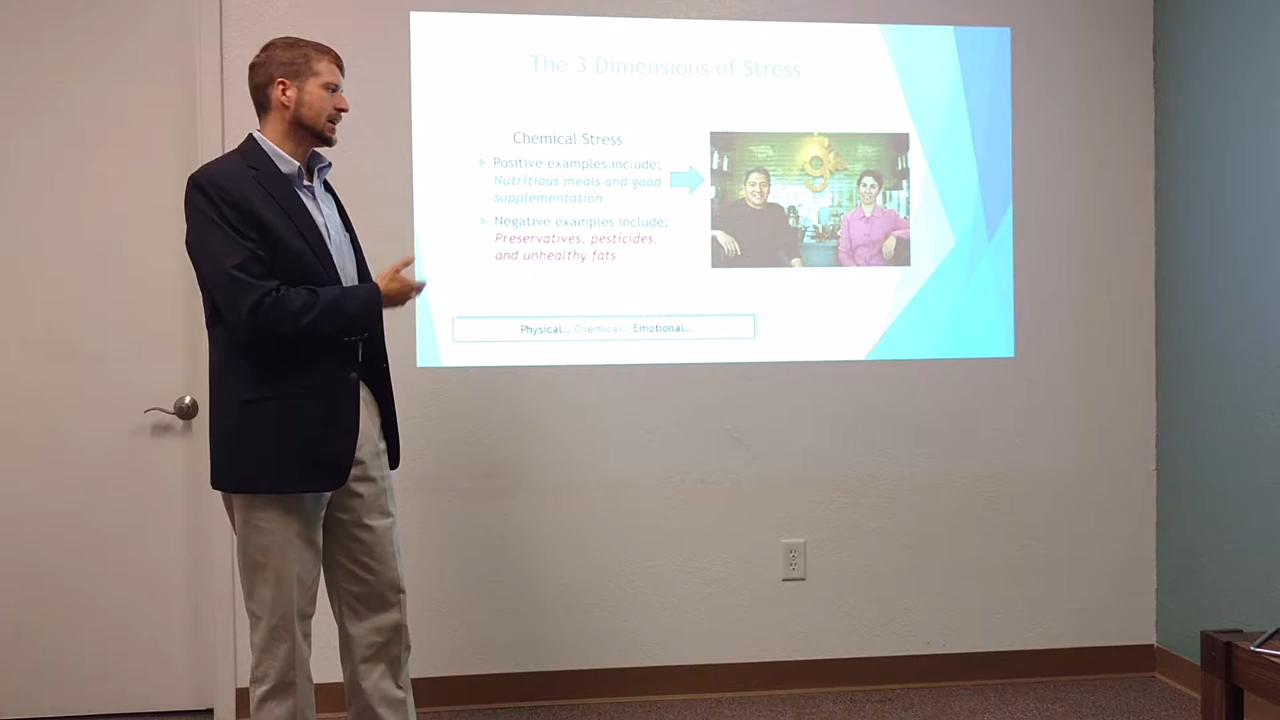 The 3 Dimensions of Stress
Chemical Stress
Positive examples include;
Nutritious meals and good
supplementation
Negative examples include;
Preservatives, pesticides,
and unhealthy fats
Physical… Chemical… Emotional…